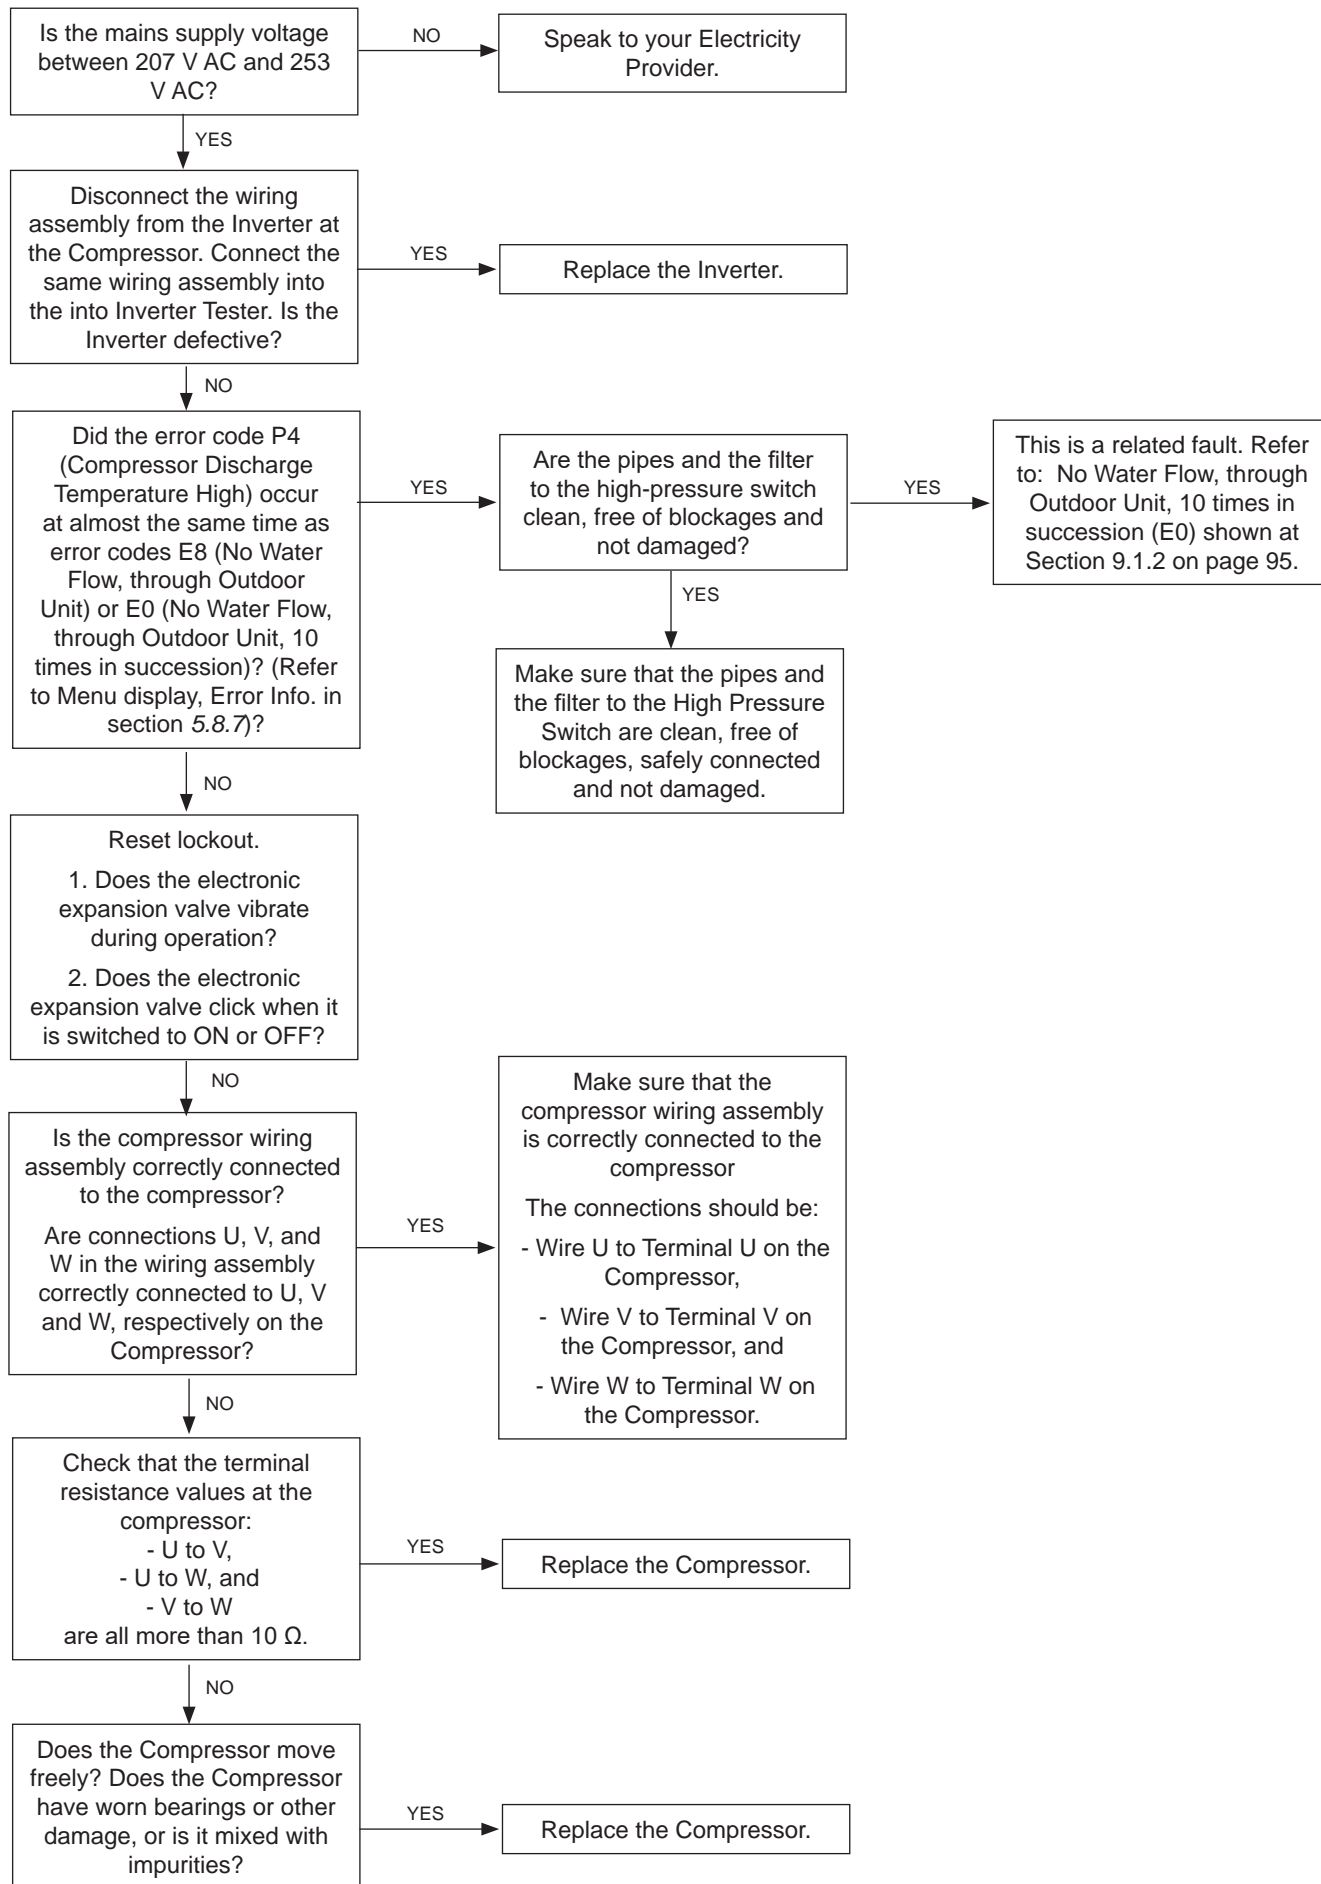 Is the mains supply voltage
between 207 V AC and 253
V AC?
NO
Speak to your Electricity
Provider.
YES
Disconnect the wiring
assembly from the Inverter at
the Compressor. Connect the
same wiring assembly into
the into Inverter Tester. Is the
Inverter defective?
YES
Replace the Inverter.
NO
Did the error code P4
(Compressor Discharge
Temperature High) occur
at almost the same time as
error codes E8 (No Water
Flow, through Outdoor
Unit) or E0 (No Water Flow,
through Outdoor Unit, 10
times in succession)? (Refer
to Menu display, Error Info. in
section 5.8.7)?
YES
Are the pipes and the filter
to the high-pressure switch
clean, free of blockages and
not damaged?
YES
This is a related fault. Refer
to:  No Water Flow, through
Outdoor Unit, 10 times in
succession (E0) shown at
Section 9.1.2 on page 95.
YES
Make sure that the pipes and
the filter to the High Pressure
Switch are clean, free of
blockages, safely connected
and not damaged.
NO
Reset lockout.
1. Does the electronic
expansion valve vibrate
during operation?
2. Does the electronic
expansion valve click when it
is switched to ON or OFF?
NO
Is the compressor wiring
assembly correctly connected
to the compressor?
Are connections U, V, and
W in the wiring assembly
correctly connected to U, V
and W, respectively on the
Compressor?
YES
Make sure that the
compressor wiring assembly
is correctly connected to the
compressor
The connections should be:
- Wire U to Terminal U on the
Compressor,
-  Wire V to Terminal V on
the Compressor, and
- Wire W to Terminal W on
the Compressor.
NO
Check that the terminal
resistance values at the
compressor:
- U to V,
- U to W, and
- V to W
are all more than 10 Ω.
YES
Replace the Compressor.
NO
Does the Compressor move
freely? Does the Compressor
have worn bearings or other
damage, or is it mixed with
impurities?
YES
Replace the Compressor.